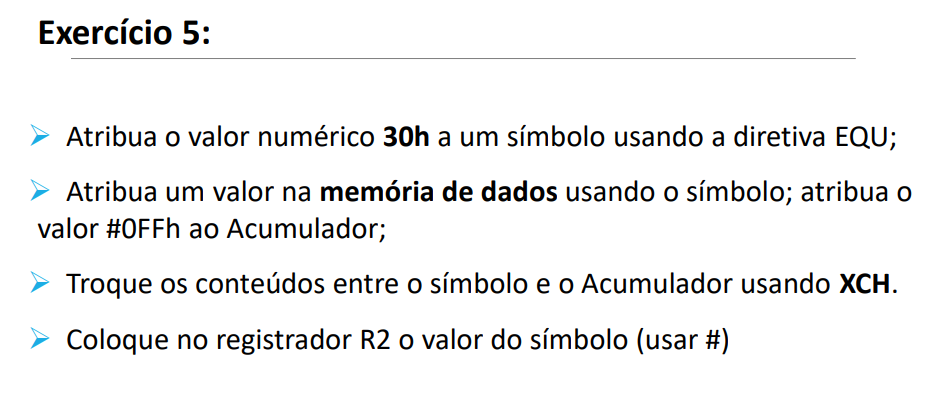 Exercício 5:
Atribua o valor numérico 30h a um símbolo usando a diretiva EQU;
Atribua um valor na memória de dados usando o símbolo; atribua o
valor #0FFh ao Acumulador;
Troque os conteúdos entre o símbolo e o Acumulador usando XCH.
Coloque no registrador R2 o valor do símbolo (usar #)